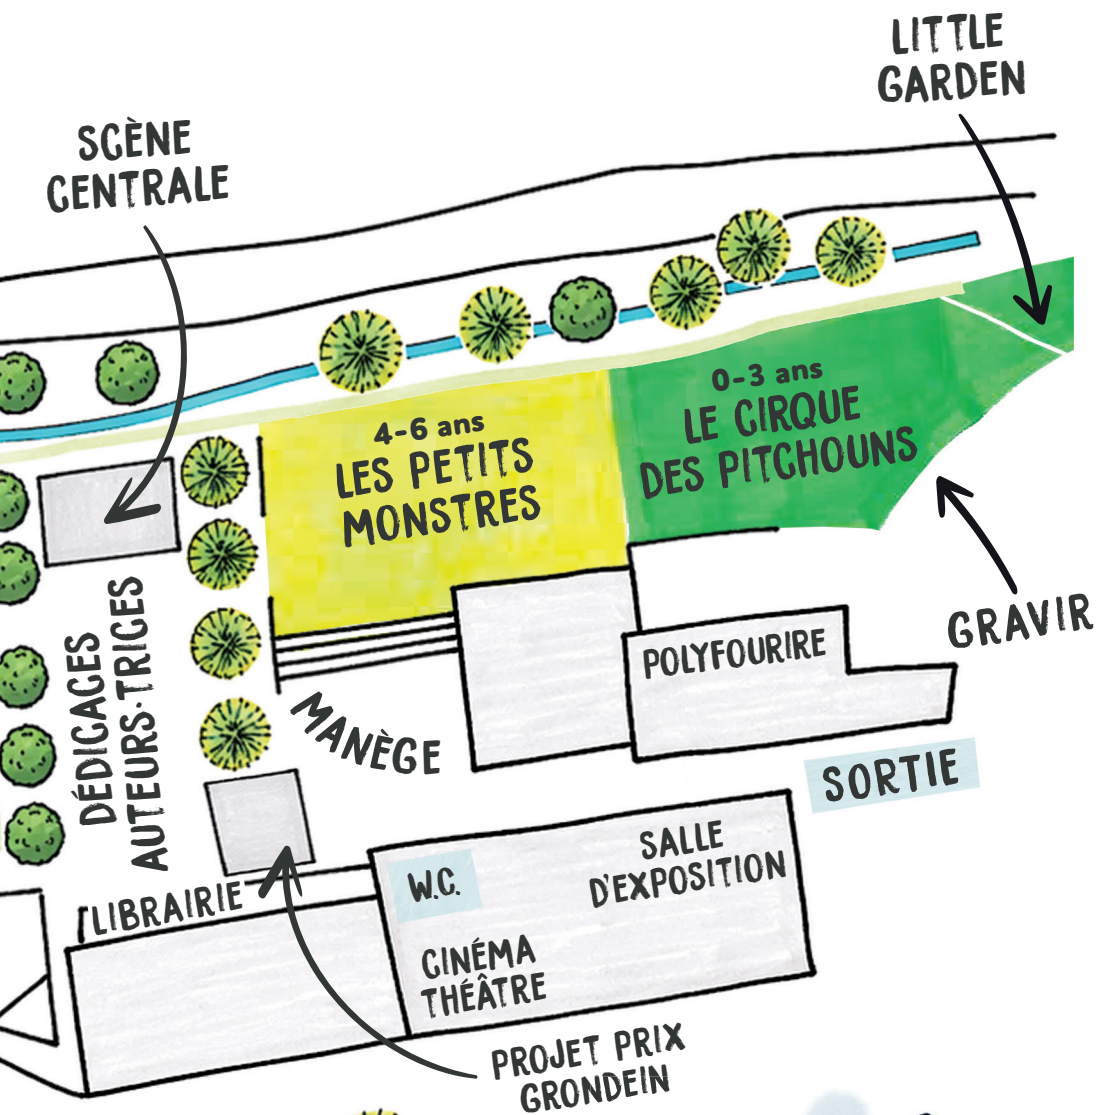 LITTLE
GARDEN
SCÈNE
CENTRALE
0-3 ans
LE CIRQUE
DES PITCHOUNS
4-6 ans
LES PETITS
MONSTRES
GRAVIR
POLYFOURIRE
DÉDICACES
AUTEURS·TRICES
MANÈGE
SORTIE
SALLE
D'EXPOSITION
W.C.
LIBRAIRIE
CINÉMA
THÉÂTRE
PROJET PRIX
GRONDEIN